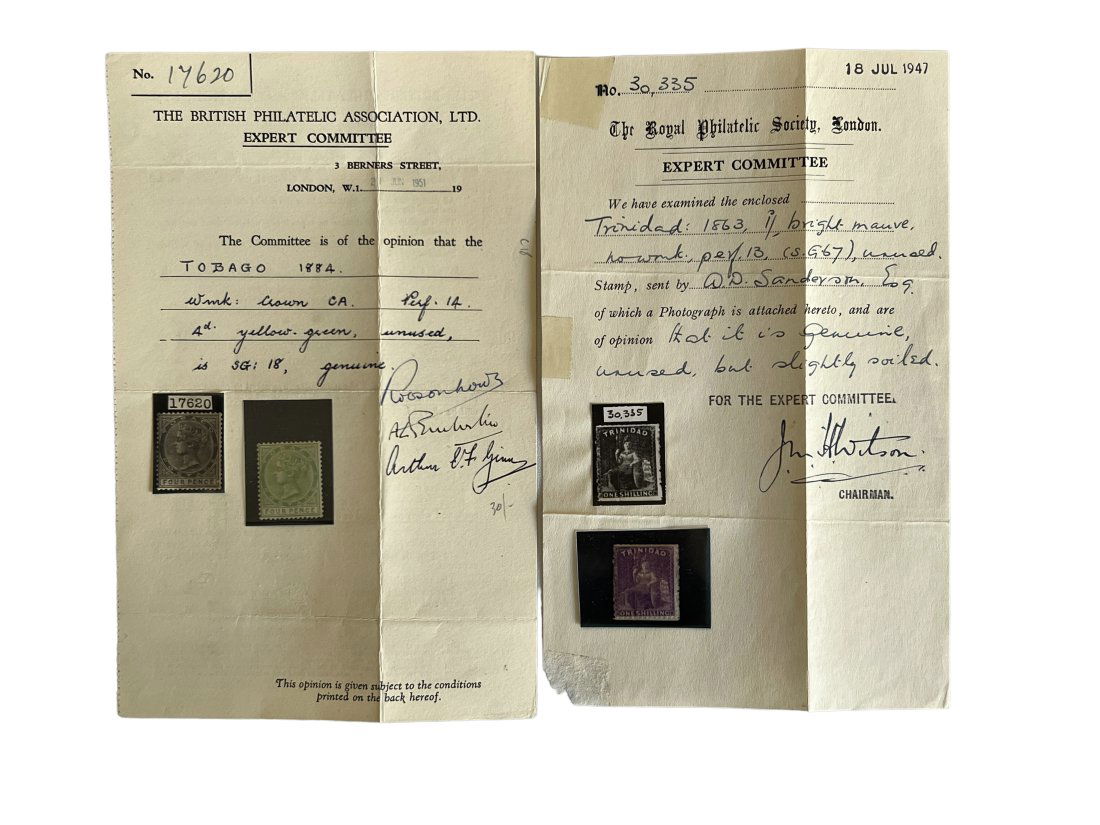 No. 17620
THE BRITISH PHILATELIC ASSOCIATION, LTD.
EXPERT COMMITTEE
3 BERNERS STREET,
LONDON, W.1. JUN 1951 19
The Committee is of the opinion that the
TOBAGO 1884.
Wmk: Crown CA. Perf. 14.
4d. yellow-green, unused,
is SG: 18, genuine.
17620
FOUR PENCE
FOUR PENCE
30/-
This opinion is given subject to the conditions
printed on the back hereof.
18 JUL 1947
No. 30,335
The Royal Philatelic Society, London.
EXPERT COMMITTEE
We have examined the enclosed
Trinidad: 1863, 1/, bright mauve,
no wmk, perf. 13, (S.G67), unused.
Stamp, sent by D. Sanderson, Esq
of which a Photograph is attached hereto, and are
of opinion that it is genuine,
unused, but slightly soiled.
FOR THE EXPERT COMMITTEE.
30,335
TRINIDAD
ONE SHILLING
CHAIRMAN.
TRINIDAD
ONE SHILLING